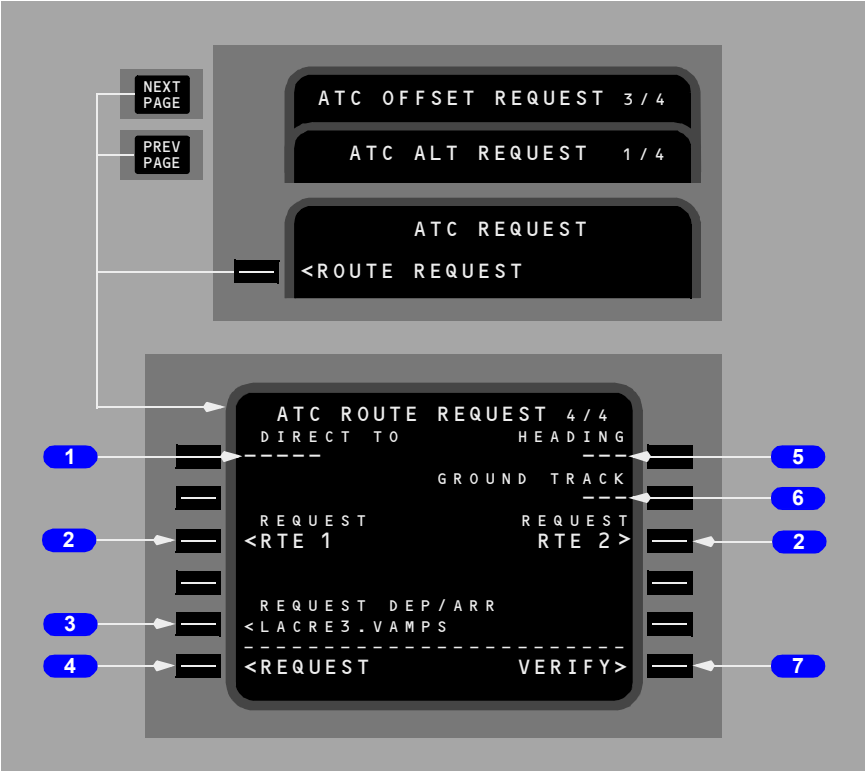 NEXT
PAGE
ATC OFFSET REQUEST 3/4
PREV
PAGE
ATC ALT REQUEST 1/4
ATC REQUEST
<ROUTE REQUEST
ATC ROUTE REQUEST 4/4
DIRECT TO HEADING
1 ----- --- 5
GROUND TRACK
--- 6
REQUEST REQUEST
2 <RTE 1 RTE 2> 2
REQUEST DEP/ARR
3 <LACRE3.VAMPS
------------------------
4 <REQUEST VERIFY> 7